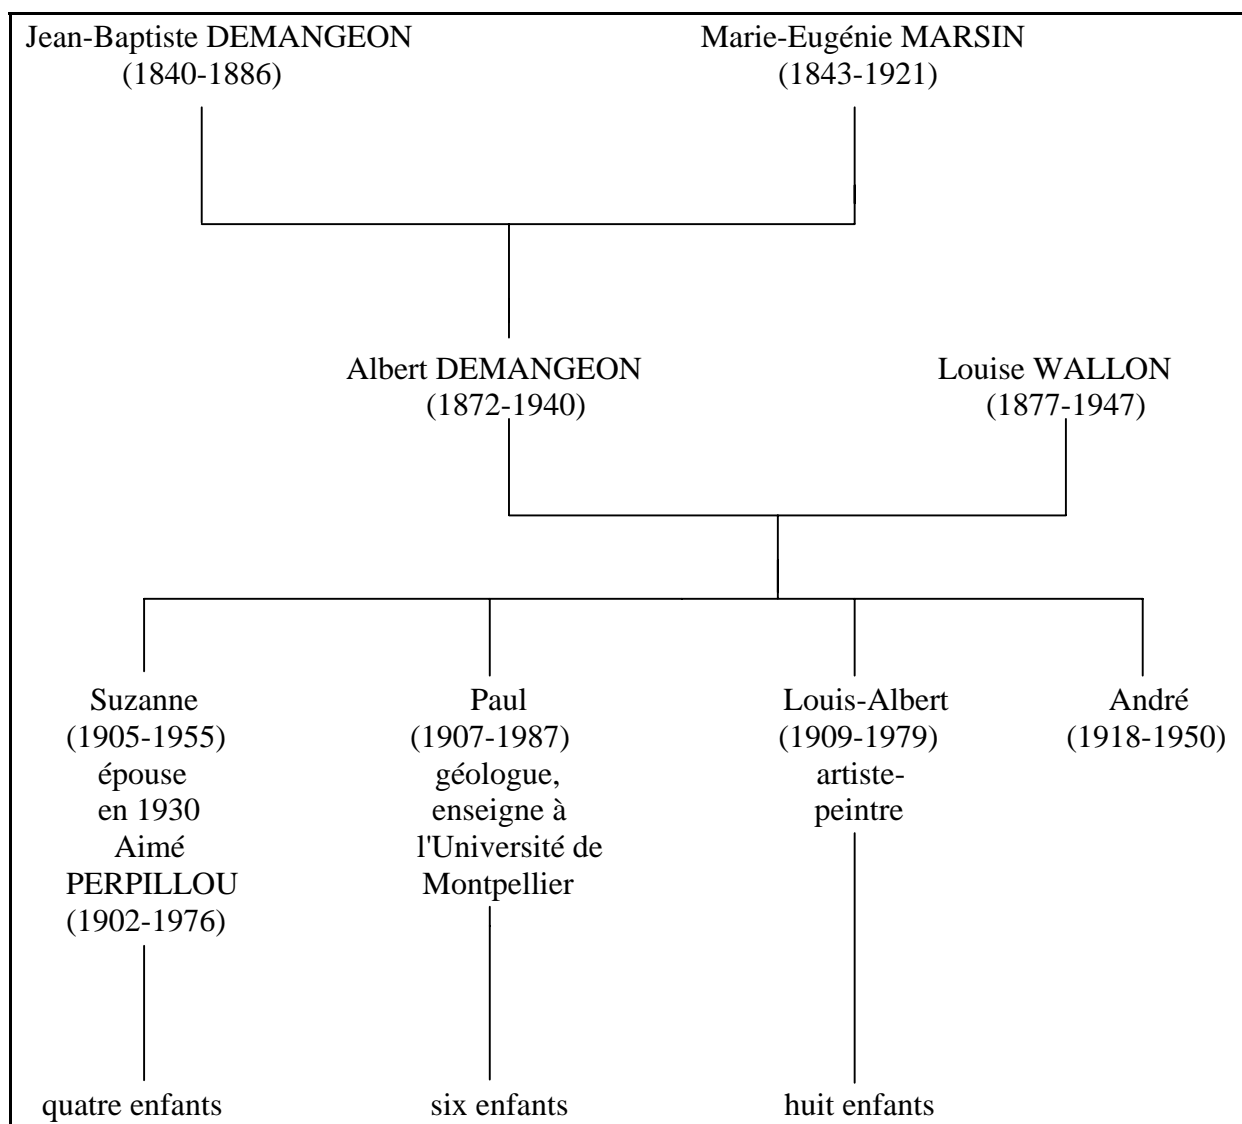 Jean-Baptiste DEMANGEON
(1840-1886)
Marie-Eugénie MARSIN
(1843-1921)
Albert DEMANGEON
(1872-1940)
Louise WALLON
(1877-1947)
Suzanne
(1905-1955)
épouse
en 1930
Aimé
PERPILLOU
(1902-1976)
quatre enfants
Paul
(1907-1987)
géologue,
enseigne à
l'Université de
Montpellier
six enfants
Louis-Albert
(1909-1979)
artiste-
peintre
huit enfants
André
(1918-1950)